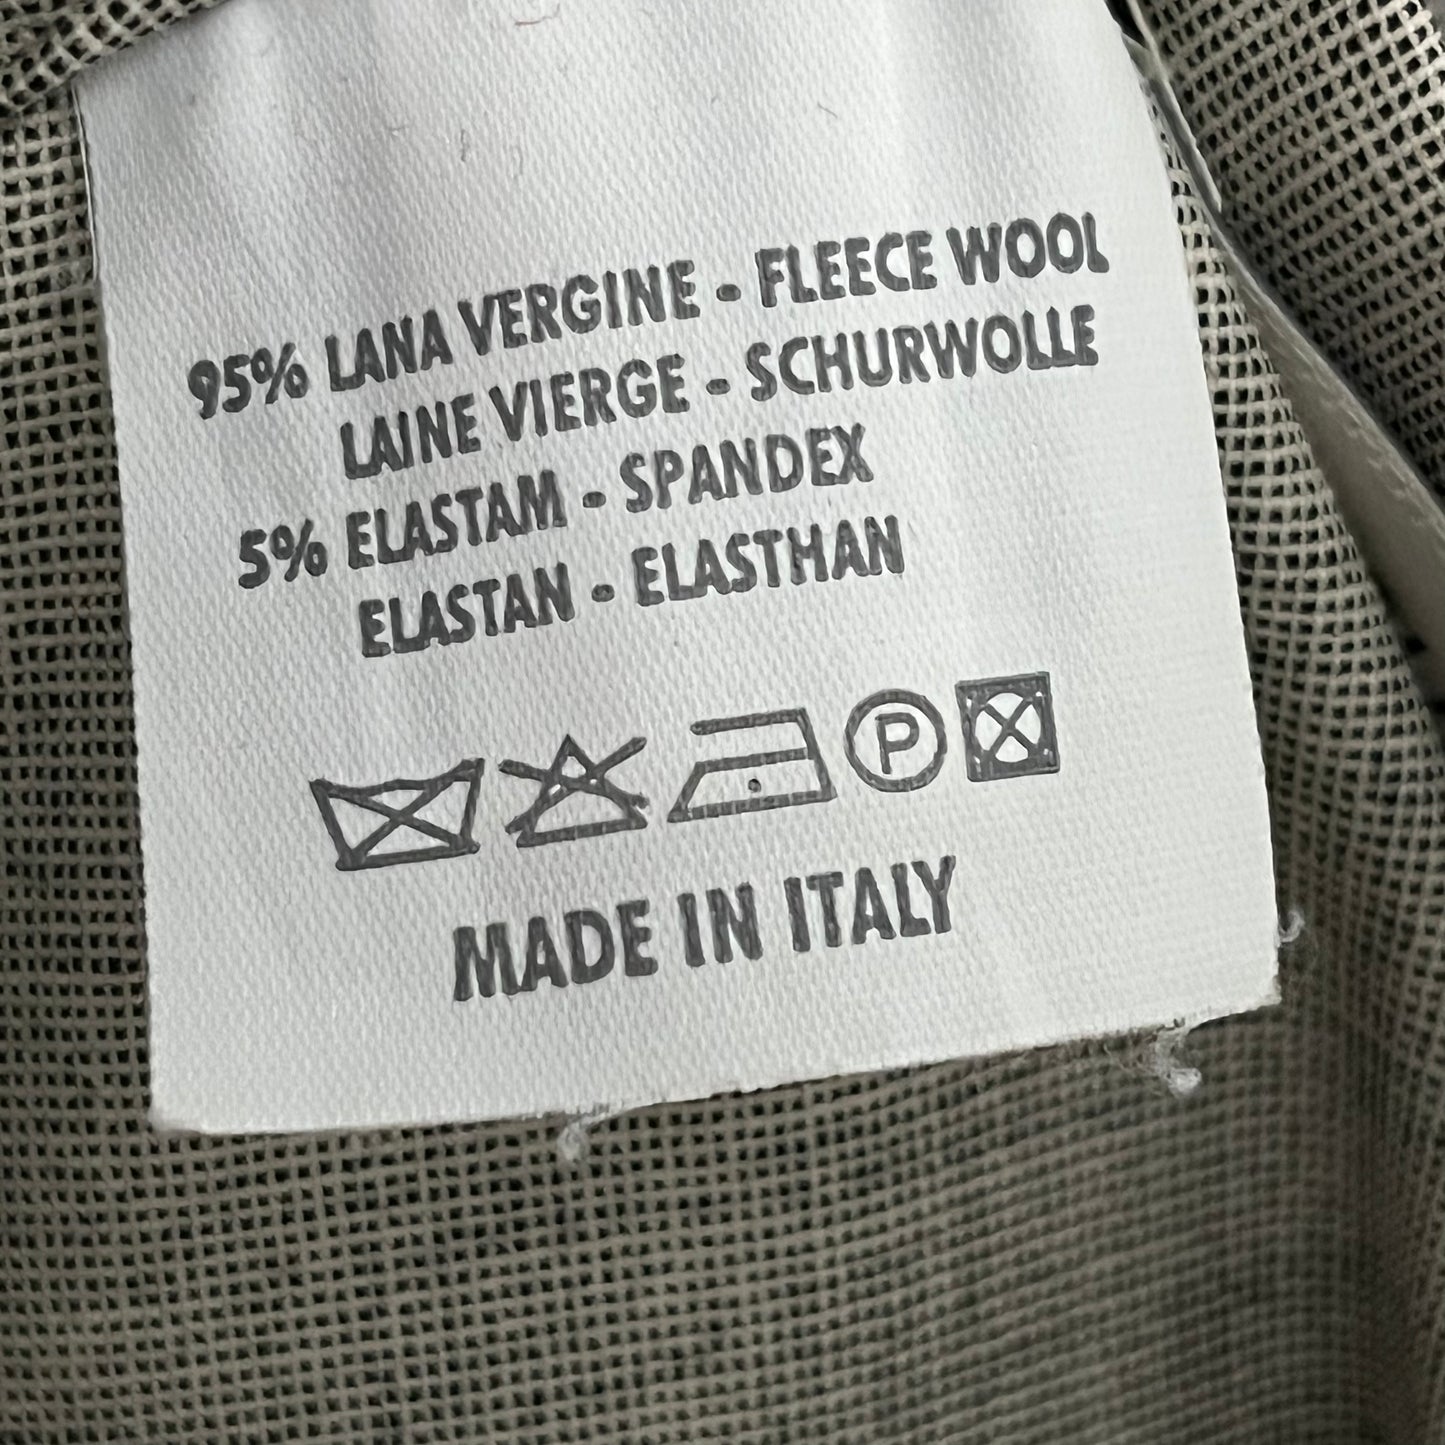 95% LANA VERGINE - FLEECE WOOL
LAINE VIERGE - SCHURWOLLE
5% ELASTAM - SPANDEX
ELASTAN - ELASTHAN
P
MADE IN ITALY